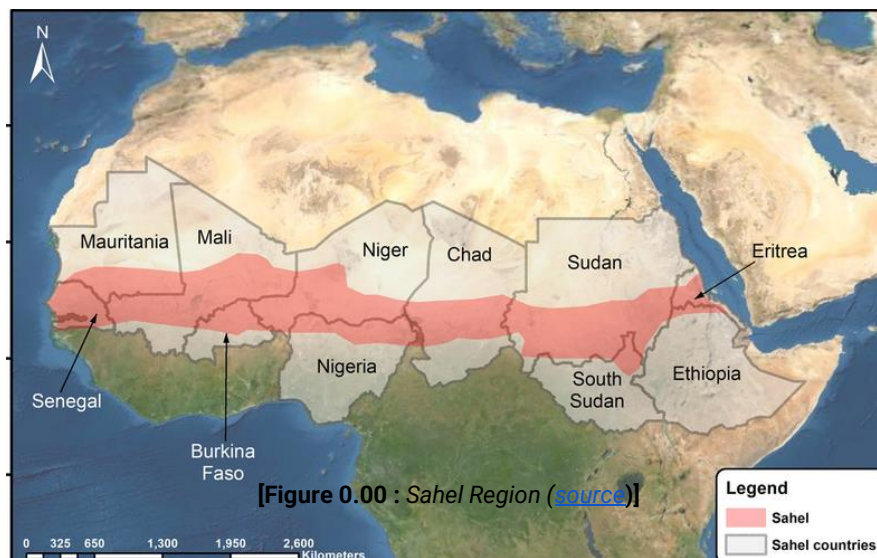 N
Mauritania
Mali
Niger
Chad
Sudan
Eritrea
Nigeria
South
Sudan
Ethiopia
Senegal
Burkina
Faso
[Figure 0.00 : Sahel Region (source)]
Legend
Sahel
Sahel countries
0 325 650 1,300 1,950 2,600
Kilometers